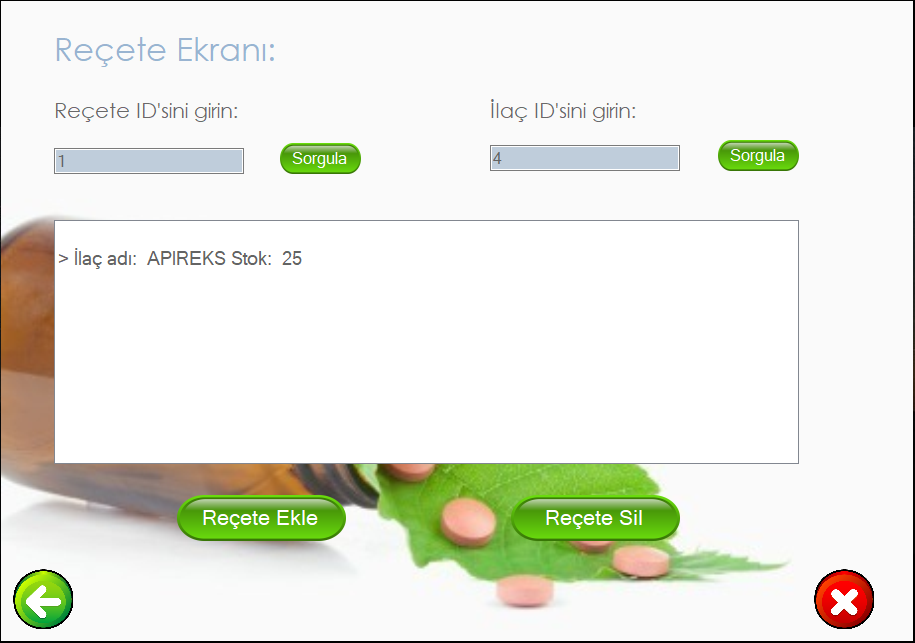 Reçete Ekranı:
Reçete ID'sini girin:
İlaç ID'sini girin:
1
Sorgula
4
Sorgula
> İlaç adı:  APIREKS Stok:  25
Reçete Ekle
Reçete Sil